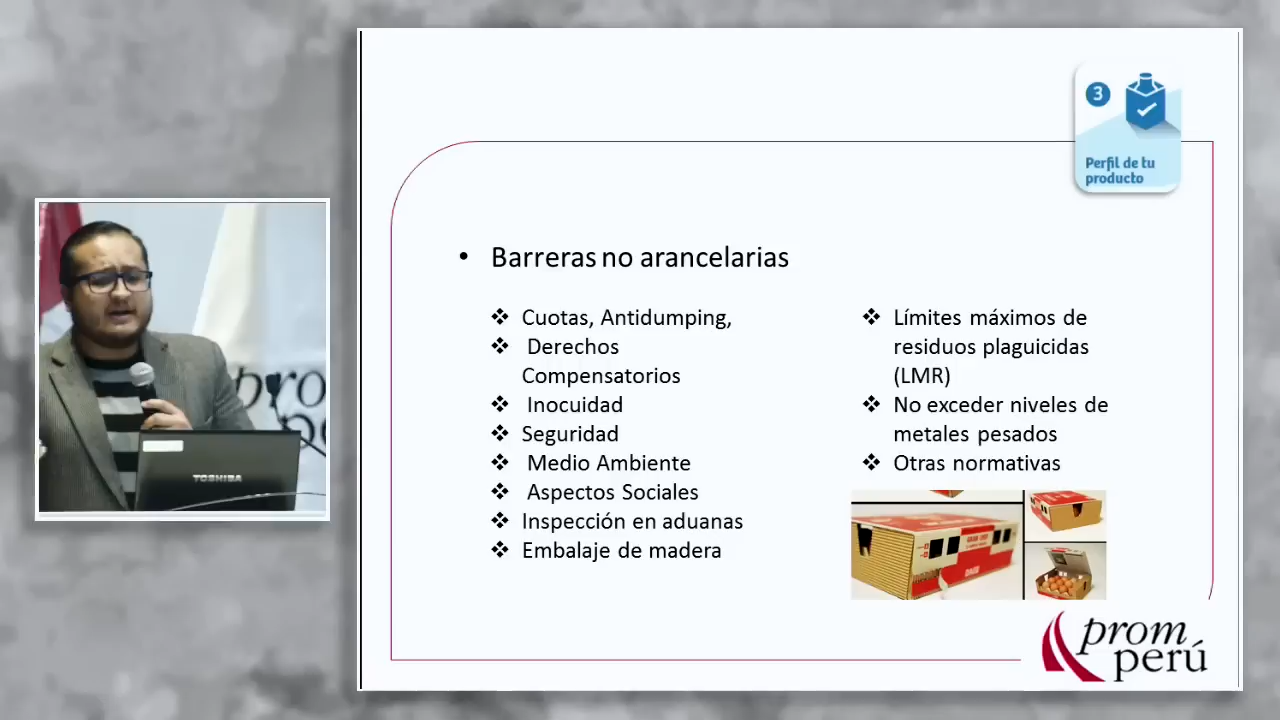 3
Perfil de tu
producto
• Barreras no arancelarias
❖ Cuotas, Antidumping,
❖ Derechos
Compensatorios
❖ Inocuidad
❖ Seguridad
❖ Medio Ambiente
❖ Aspectos Sociales
❖ Inspección en aduanas
❖ Embalaje de madera
❖ Límites máximos de
residuos plaguicidas
(LMR)
❖ No exceder niveles de
metales pesados
❖ Otras normativas
prom
perú
TOSHIBA
prom